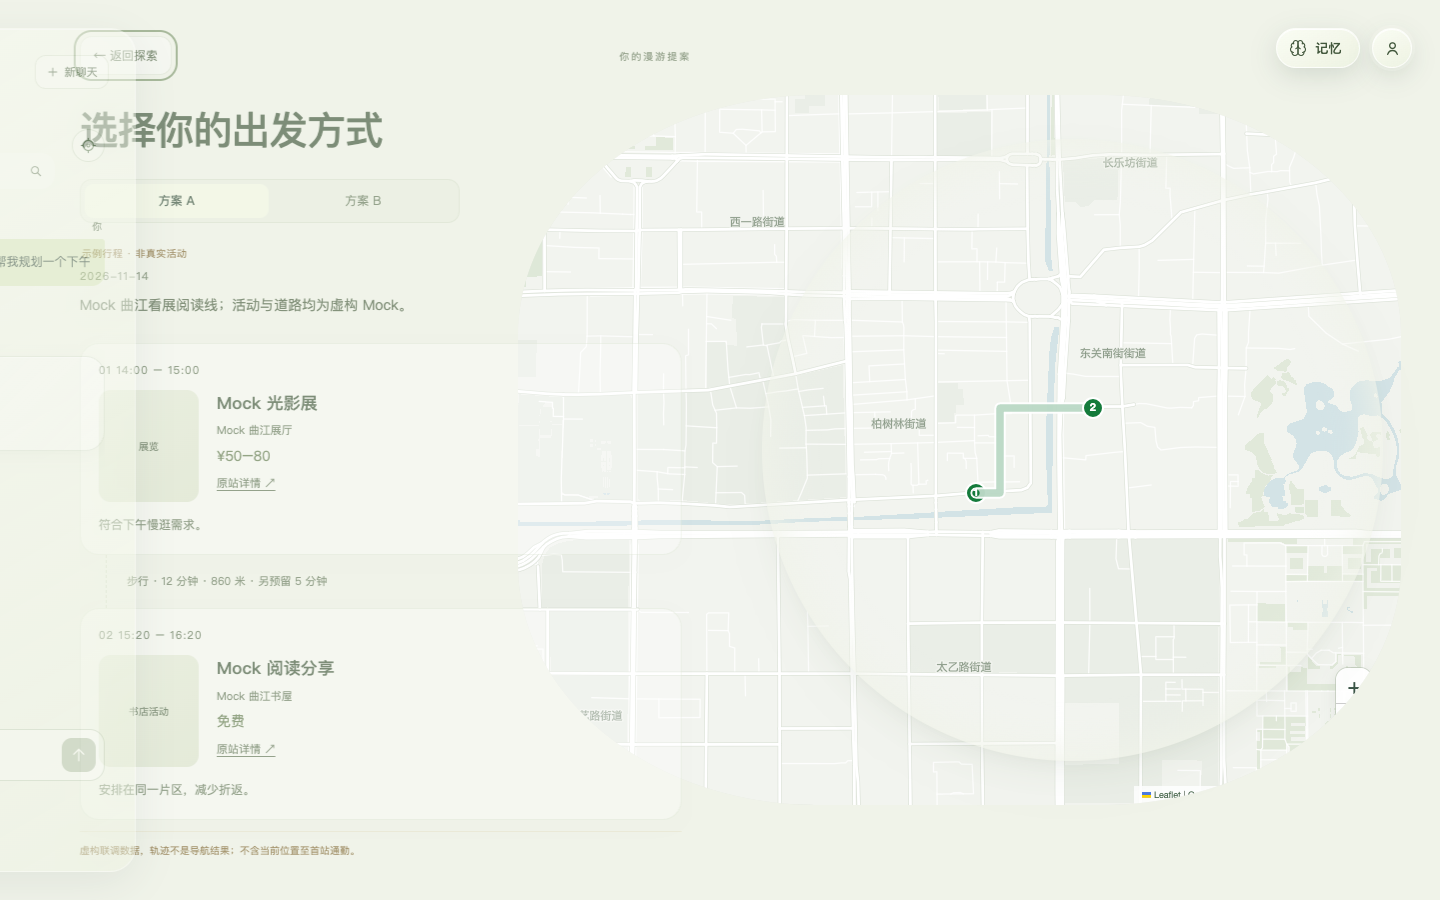 ← 返回探索
你的漫游提案
记忆
+ 新聊天
选择你的出发方式
方案 A
方案 B
你
示例行程 · 非真实活动
帮我规划一个下午
2026-11-14
Mock 曲江看展阅读线；活动与道路均为虚构 Mock。
01 14:00 — 15:00
展览
Mock 光影展
Mock 曲江展厅
¥50—80
原站详情 ↗
符合下午慢逛需求。
步行 · 12 分钟 · 860 米 · 另预留 5 分钟
02 15:20 — 16:20
书店活动
Mock 阅读分享
Mock 曲江书屋
免费
原站详情 ↗
安排在同一片区，减少折返。
虚构联调数据，轨迹不是导航结果；不含当前位置至首站通勤。
长乐坊街道
西一路街道
东关南街街道
2
柏树林街道
1
太乙路街道
路街道
+
Leaflet |